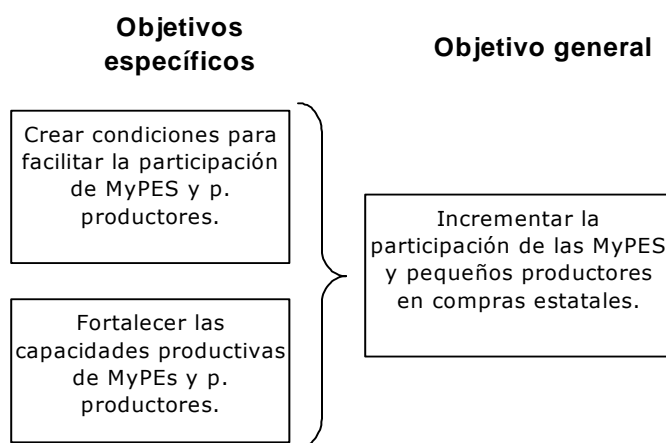 Objetivos
específicos
Objetivo general
Crear condiciones para
facilitar la participación
de MyPES y p.
productores.
Incrementar la
participación de las MyPES
y pequeños productores
en compras estatales.
Fortalecer las
capacidades productivas
de MyPEs y p.
productores.